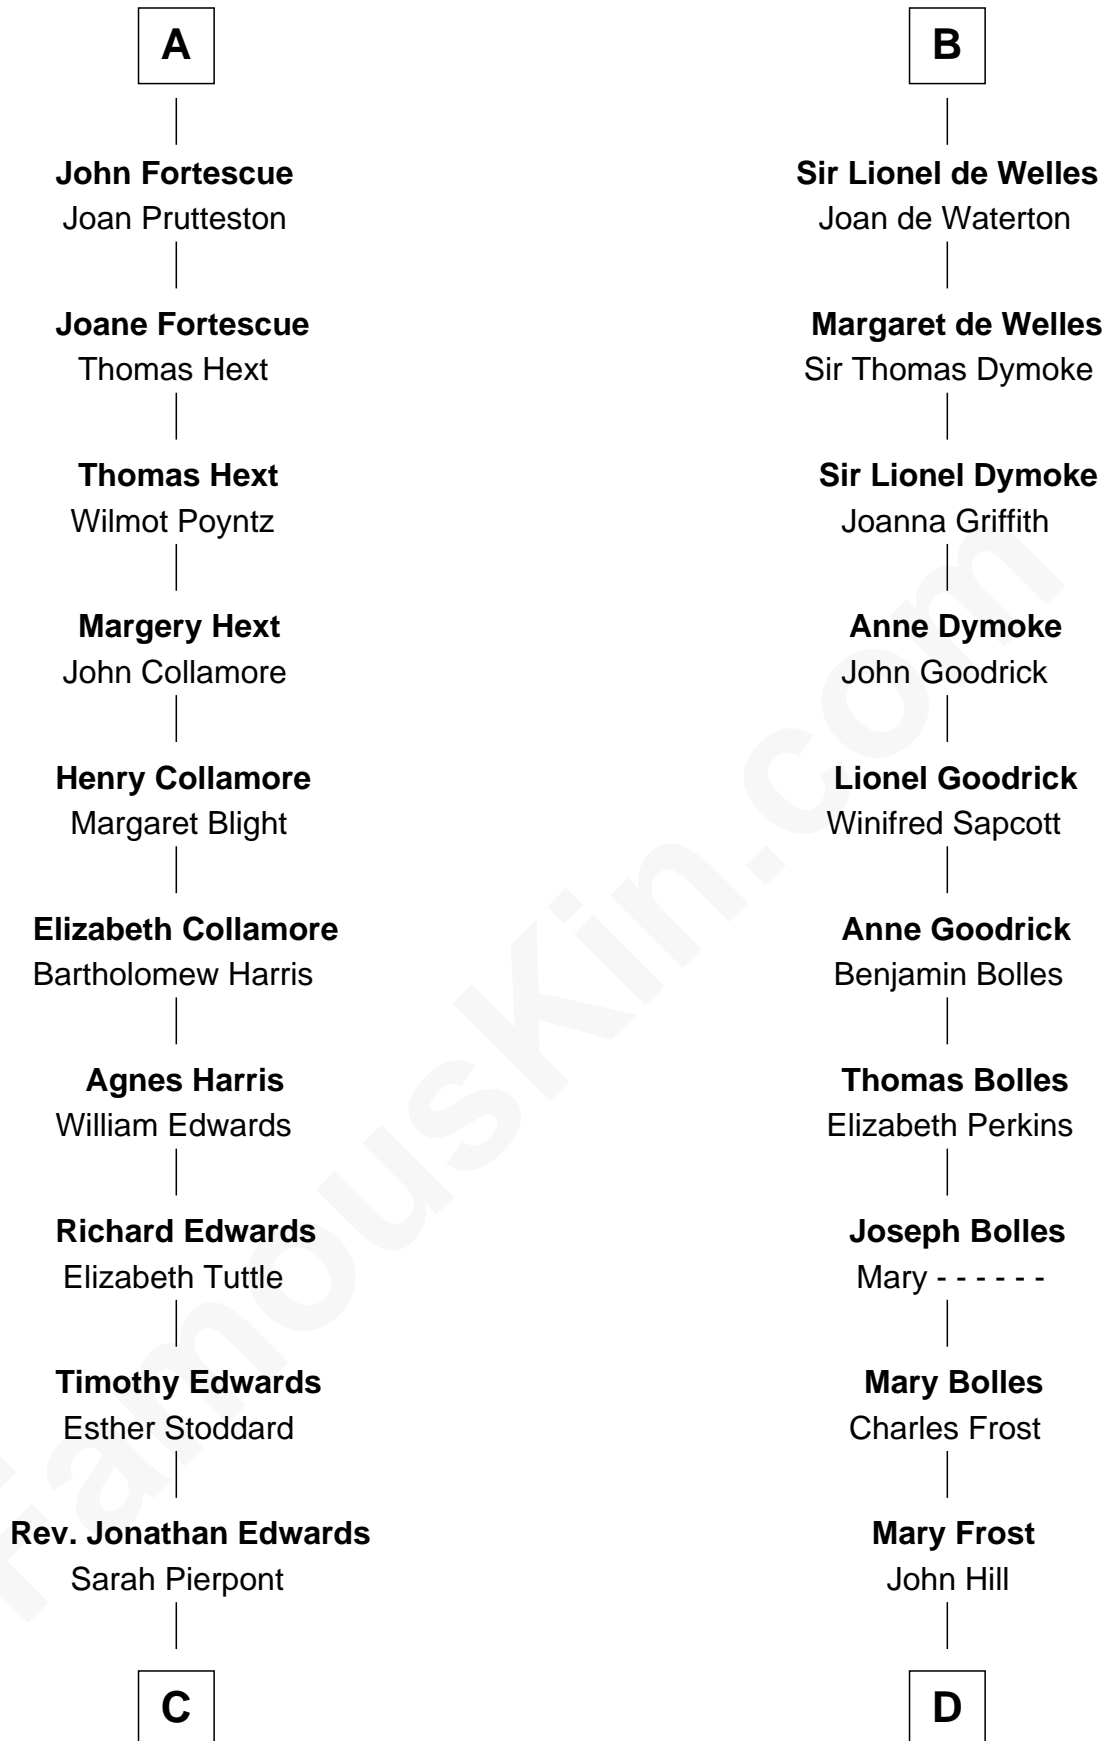 A
John Fortescue
Joan Prutteston
Joane Fortescue
Thomas Hext
Thomas Hext
Wilmot Poyntz
Margery Hext
John Collamore
Henry Collamore
Margaret Blight
Elizabeth Collamore
Bartholomew Harris
Agnes Harris
William Edwards
Richard Edwards
Elizabeth Tuttle
Timothy Edwards
Esther Stoddard
Rev. Jonathan Edwards
Sarah Pierpont
C
B
Sir Lionel de Welles
Joan de Waterton
Margaret de Welles
Sir Thomas Dymoke
Sir Lionel Dymoke
Joanna Griffith
Anne Dymoke
John Goodrick
Lionel Goodrick
Winifred Sapcott
Anne Goodrick
Benjamin Bolles
Thomas Bolles
Elizabeth Perkins
Joseph Bolles
Mary - - - - - -
Mary Bolles
Charles Frost
Mary Frost
John Hill
D
FamousKin.com